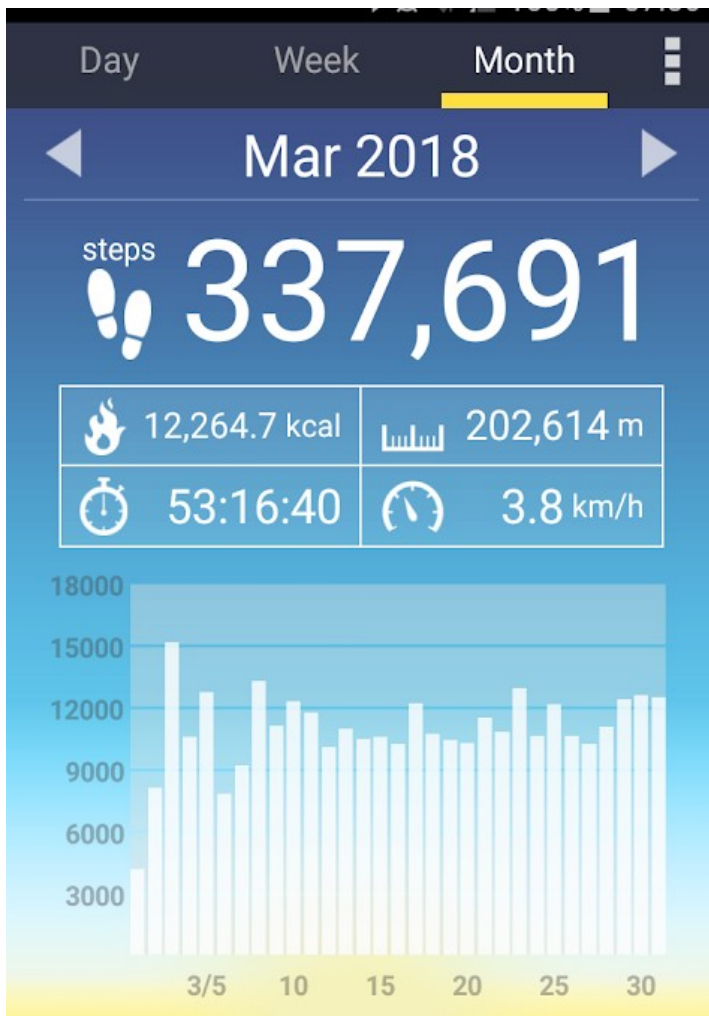 Day Week Month
Mar 2018
steps 337,691
12,264.7 kcal 202,614 m
53:16:40 3.8 km/h
18000
15000
12000
9000
6000
3000
3/5 10 15 20 25 30